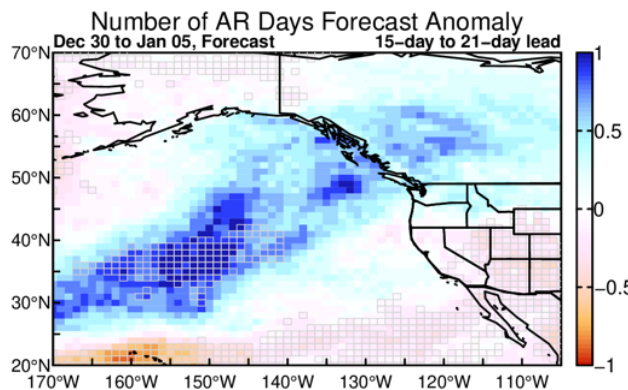 Number of AR Days Forecast Anomaly
Dec 30 to Jan 05, Forecast 15-day to 21-day lead
70°N
60°N
50°N
40°N
30°N
20°N
170°W 160°W 150°W 140°W 130°W 120°W 110°W
1
0.5
0
-0.5
-1